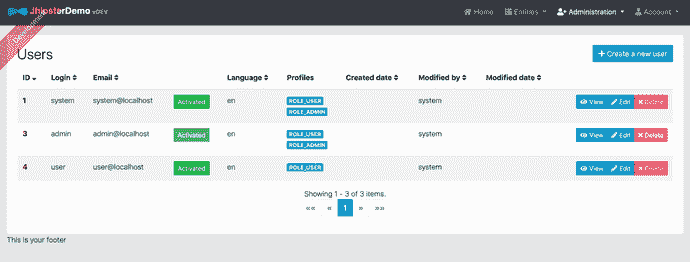 JhipsterDemo vDEV Home Entities Administration Account
Development
Users
Create a new user
ID Login Email Language Profiles Created date Modified by Modified date
1 system system@localhost Activated en ROLE_USER ROLE_ADMIN system View Edit Delete
3 admin admin@localhost Activated en ROLE_USER ROLE_ADMIN system View Edit Delete
4 user user@localhost Activated en ROLE_USER system View Edit Delete
Showing 1 - 3 of 3 items.
«« « 1 » »»
This is your footer